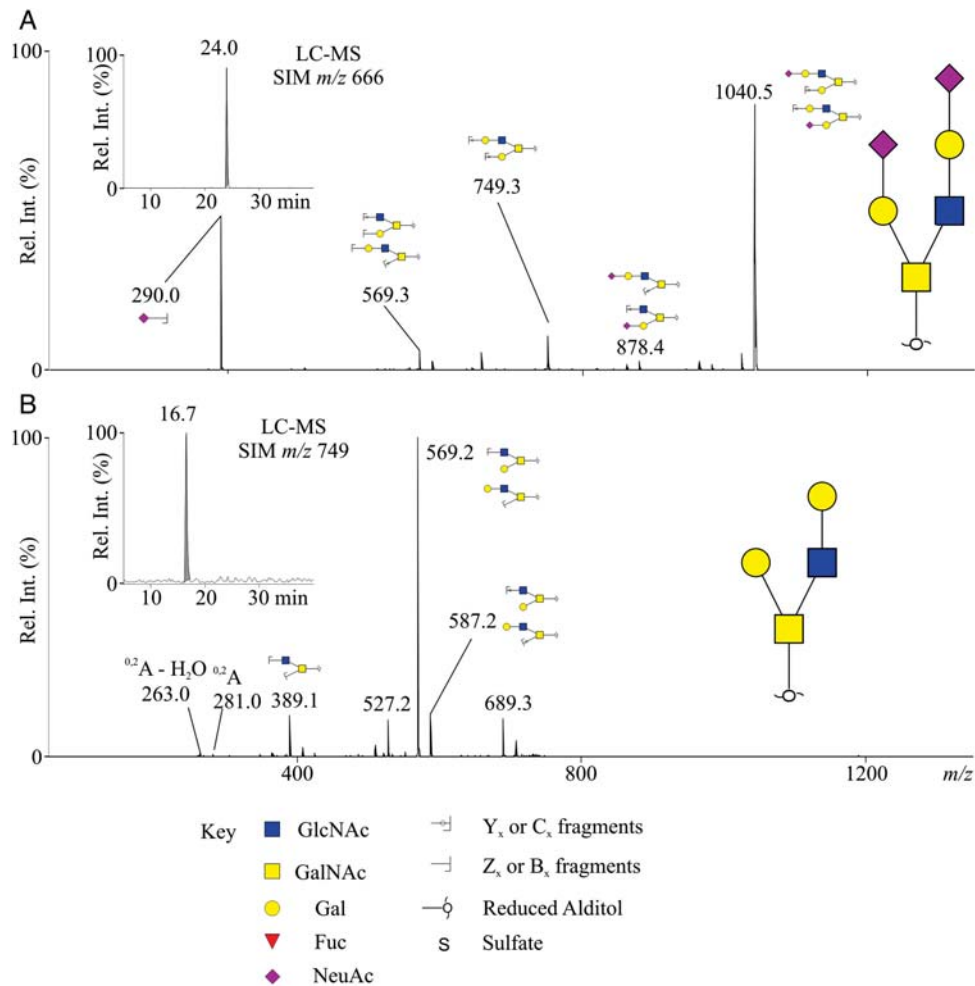 A
100
Rel. Int. (%)
0
100
Rel. Int. (%)
0
24.0
LC-MS
SIM m/z 666
10 20 30 min
290.0
569.3
749.3
878.4
1040.5
B
100
Rel. Int. (%)
0
100
Rel. Int. (%)
0
16.7
LC-MS
SIM m/z 749
10 20 30 min
0,2A - H2O 0,2A
263.0 281.0
389.1
527.2
569.2
587.2
689.3
400 800 1200 m/z
Key
GlcNAc
GalNAc
Gal
Fuc
NeuAc
Yx or Cx fragments
Zx or Bx fragments
Reduced Alditol
S Sulfate